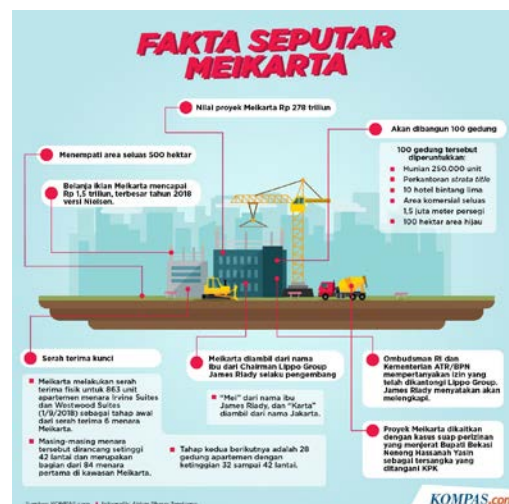 FAKTA SEPUTAR
MEIKARTA
Nilai proyek Meikarta Rp 278 triliun
Menempati area seluas 500 hektar
Belanja iklan Meikarta mencapai
Rp 1,5 triliun, terbesar tahun 2018
versi Nielsen.
Akan dibangun 100 gedung
100 gedung tersebut
diperuntukkan:
Hunian 250.000 unit
Perkantoran strata title
10 hotel bintang lima
Area komersial seluas
1,5 juta meter persegi
100 hektar area hijau
Serah terima kunci
Meikarta melakukan serah
terima fisik untuk 863 unit
apartemen menara Irvine Suites
dan Westwood Suites
(1/9/2018) sebagai tahap awal
dari serah terima 6 menara
Meikarta.
Masing-masing menara
tersebut dirancang setinggi
42 lantai dan merupakan
bagian dari 84 menara
pertama di kawasan Meikarta.
Meikarta diambil dari nama
ibu dari Chairman Lippo Group
James Riady selaku pengembang
"Mei" dari nama ibu
James Riady, dan "Karta"
diambil dari nama Jakarta.
Tahap kedua berikutnya adalah 28
gedung apartemen dengan
ketinggian 32 sampai 42 lantai.
Ombudsman RI dan
Kementerian ATR/BPN
mempertanyakan izin yang
telah dikantongi Lippo Group.
James Riady menyatakan akan
melengkapi.
Proyek Meikarta dikaitkan
dengan kasus suap perizinan
yang menjerat Bupati Bekasi
Neneng Hassanah Yasin
sebagai tersangka yang
ditangani KPK
KOMPAS.com